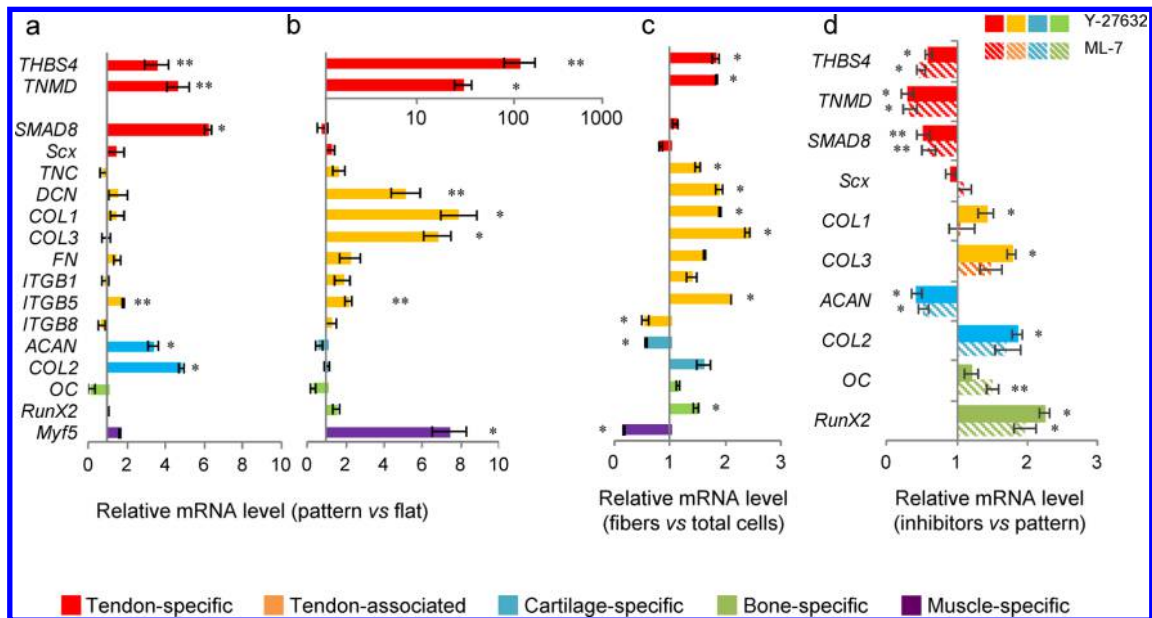 a b c d
Y-27632
ML-7
THBS4
TNMD
SMAD8
Scx
TNC
DCN
COL1
COL3
FN
ITGB1
ITGB5
ITGB8
ACAN
COL2
OC
RunX2
Myf5
** ** * ** * *
0 2 4 6 8 10
Relative mRNA level (pattern vs flat)
** *
10 100 1000
** * * ** *
0 2 4 6 8 10
* * * * * * * * * * *
0 1 2 3
Relative mRNA level
(fibers vs total cells)
THBS4 * *
TNMD * *
SMAD8 ** **
Scx
COL1 *
COL3 *
ACAN * *
COL2 *
OC **
RunX2 * *
0 1 2 3
Relative mRNA level
(inhibitors vs pattern)
Tendon-specific Tendon-associated Cartilage-specific Bone-specific Muscle-specific